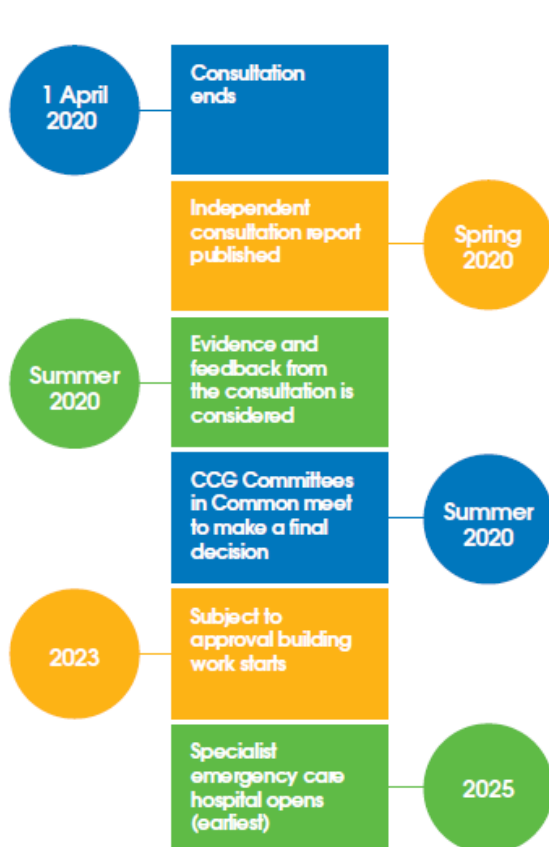 1 April
2020
Consultation
ends
Independent
consultation report
published
Spring
2020
Summer
2020
Evidence and
feedback from
the consultation is
considered
CCG Committees
in Common meet
to make a final
decision
Summer
2020
2023
Subject to
approval building
work starts
Specialist
emergency care
hospital opens
(earliest)
2025